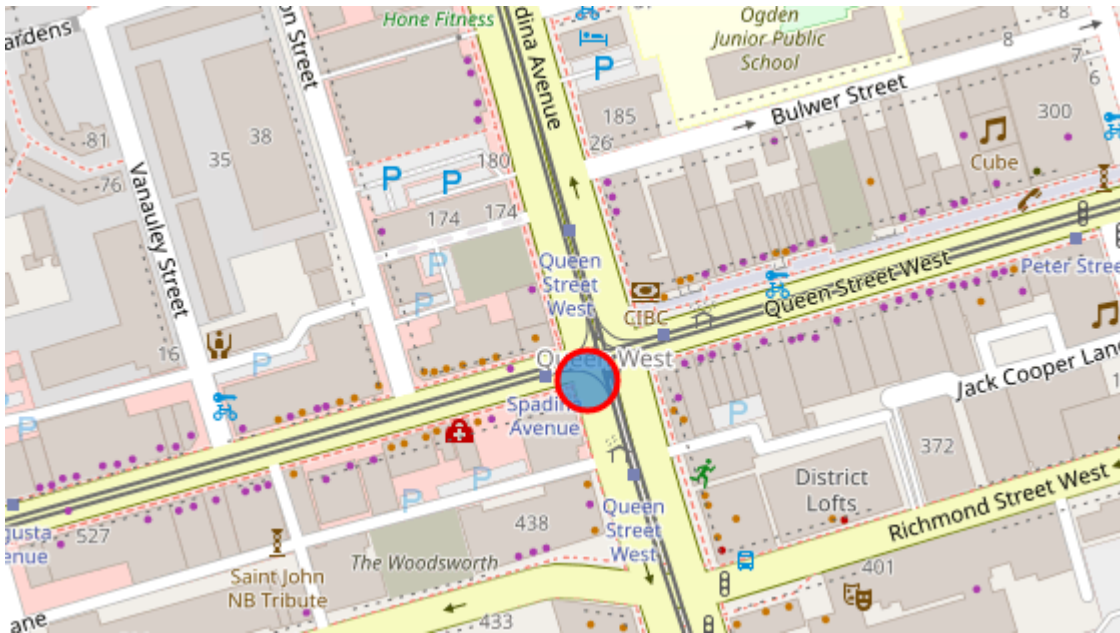 ardens
Hone Fitness
dina Avenue
on Street
Ogden
Junior Public
School
P
8
7
6
Bulwer Street
185
26
300
Cube
81
38
35
76
Vanauley Street
180
P
P
174
174
P
P
Queen
Street
West
CIBC
Queen Street West
Peter Stree
16
P
P
Queen West
Spadina
Avenue
Jack Cooper Lane
P
P
P
372
District
Lofts
Richmond Street West
gusta
enue
527
438
Queen
Street
West
The Woodsworth
Saint John
NB Tribute
401
ane
433